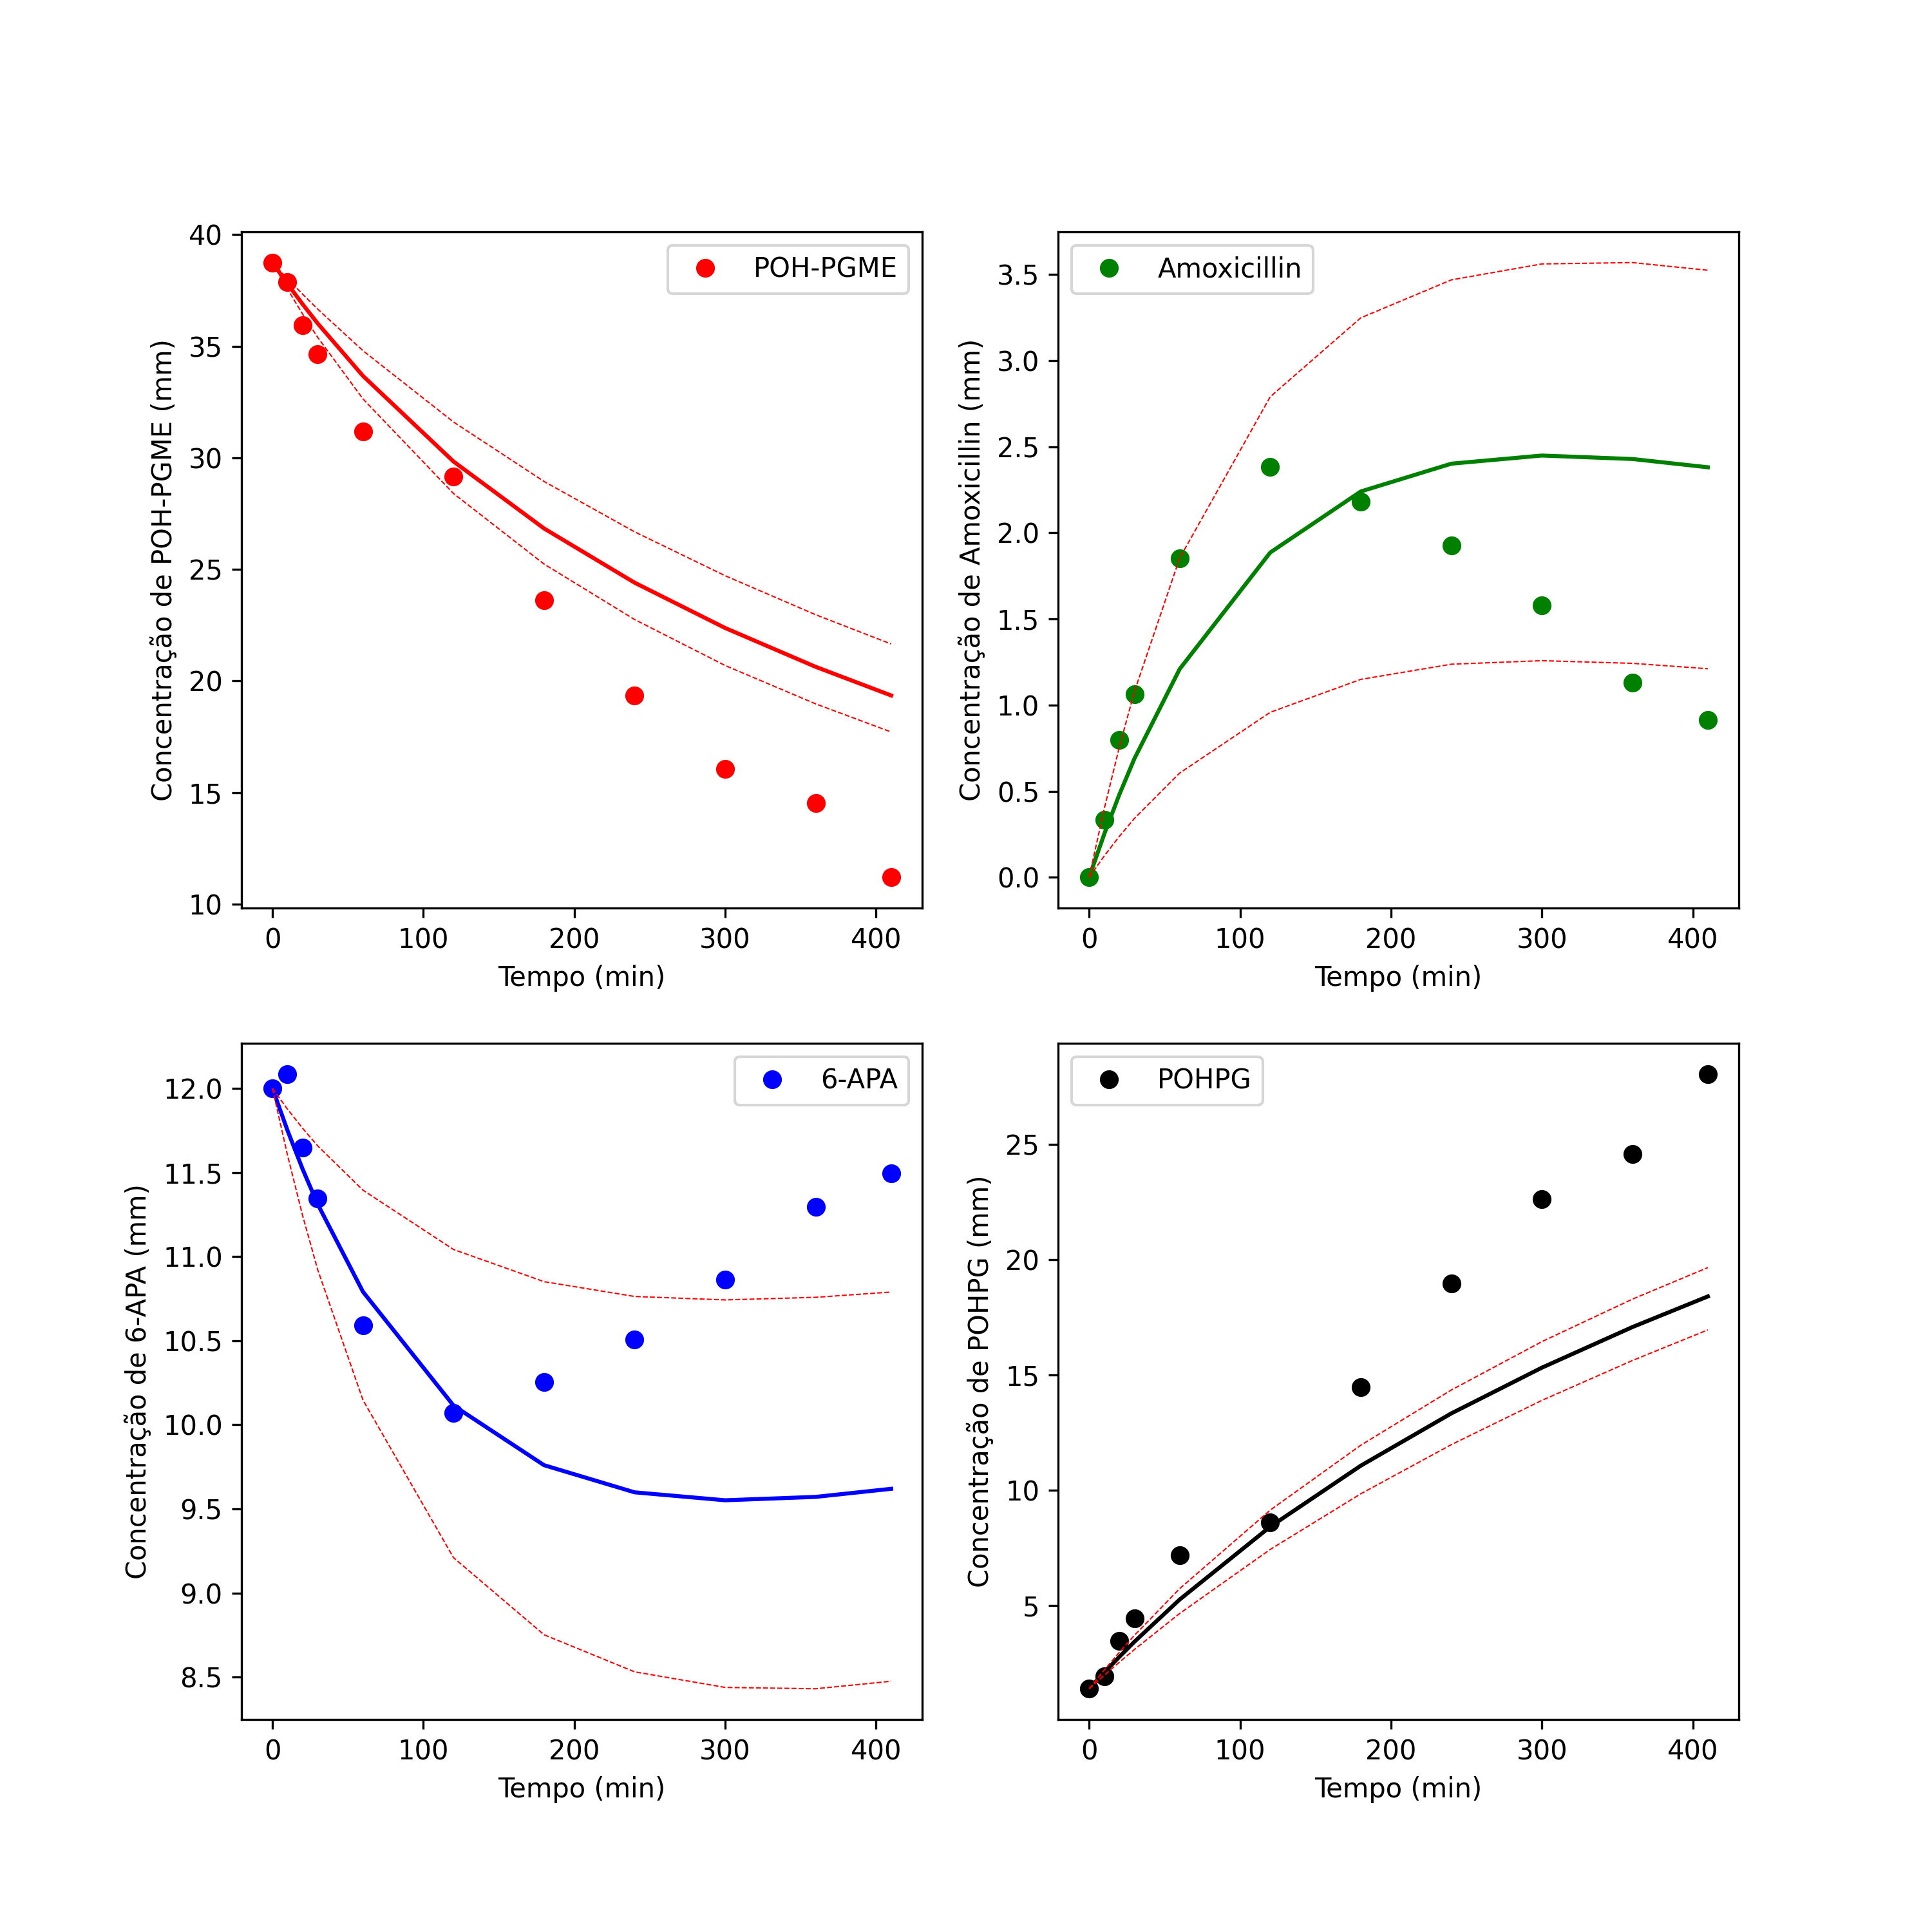 POH-PGME
40
35
30
25
20
15
10
0 100 200 300 400
Tempo (min)
Concentração de POH-PGME (mm)
Amoxicillin
3.5
3.0
2.5
2.0
1.5
1.0
0.5
0.0
0 100 200 300 400
Tempo (min)
Concentração de Amoxicillin (mm)
6-APA
12.0
11.5
11.0
10.5
10.0
9.5
9.0
8.5
0 100 200 300 400
Tempo (min)
Concentração de 6-APA (mm)
POHPG
25
20
15
10
5
0 100 200 300 400
Tempo (min)
Concentração de POHPG (mm)